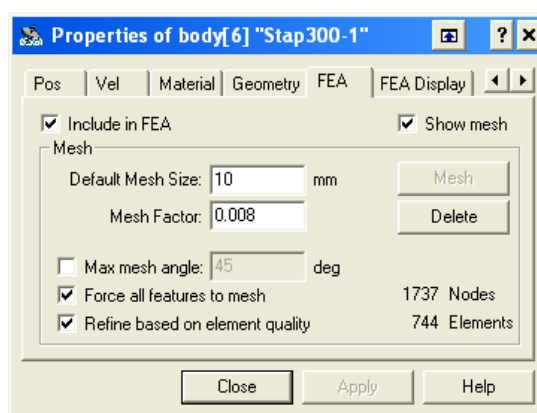 Properties of body[6] "Stap300-1"
Pos Vel Material Geometry FEA FEA Display
Include in FEA Show mesh
Mesh
Default Mesh Size: 10 mm Mesh
Mesh Factor: 0.008 Delete
Max mesh angle: 45 deg
Force all features to mesh 1737 Nodes
Refine based on element quality 744 Elements
Close Apply Help